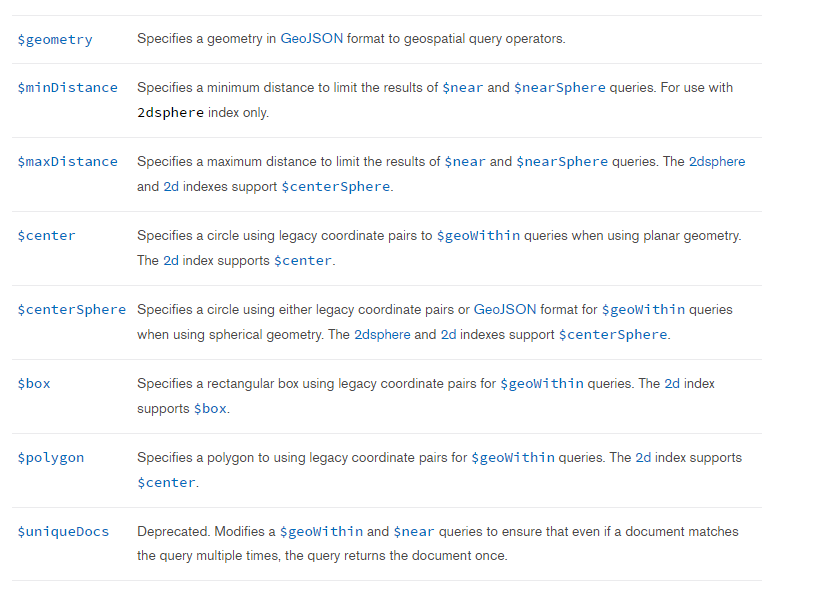 $geometry Specifies a geometry in GeoJSON format to geospatial query operators.
$minDistance Specifies a minimum distance to limit the results of $near and $nearSphere queries. For use with
2dsphere index only.
$maxDistance Specifies a maximum distance to limit the results of $near and $nearSphere queries. The 2dsphere
and 2d indexes support $centerSphere.
$center Specifies a circle using legacy coordinate pairs to $geoWithin queries when using planar geometry.
The 2d index supports $center.
$centerSphere Specifies a circle using either legacy coordinate pairs or GeoJSON format for $geoWithin queries
when using spherical geometry. The 2dsphere and 2d indexes support $centerSphere.
$box Specifies a rectangular box using legacy coordinate pairs for $geoWithin queries. The 2d index
supports $box.
$polygon Specifies a polygon to using legacy coordinate pairs for $geoWithin queries. The 2d index supports
$center.
$uniqueDocs Deprecated. Modifies a $geoWithin and $near queries to ensure that even if a document matches
the query multiple times, the query returns the document once.